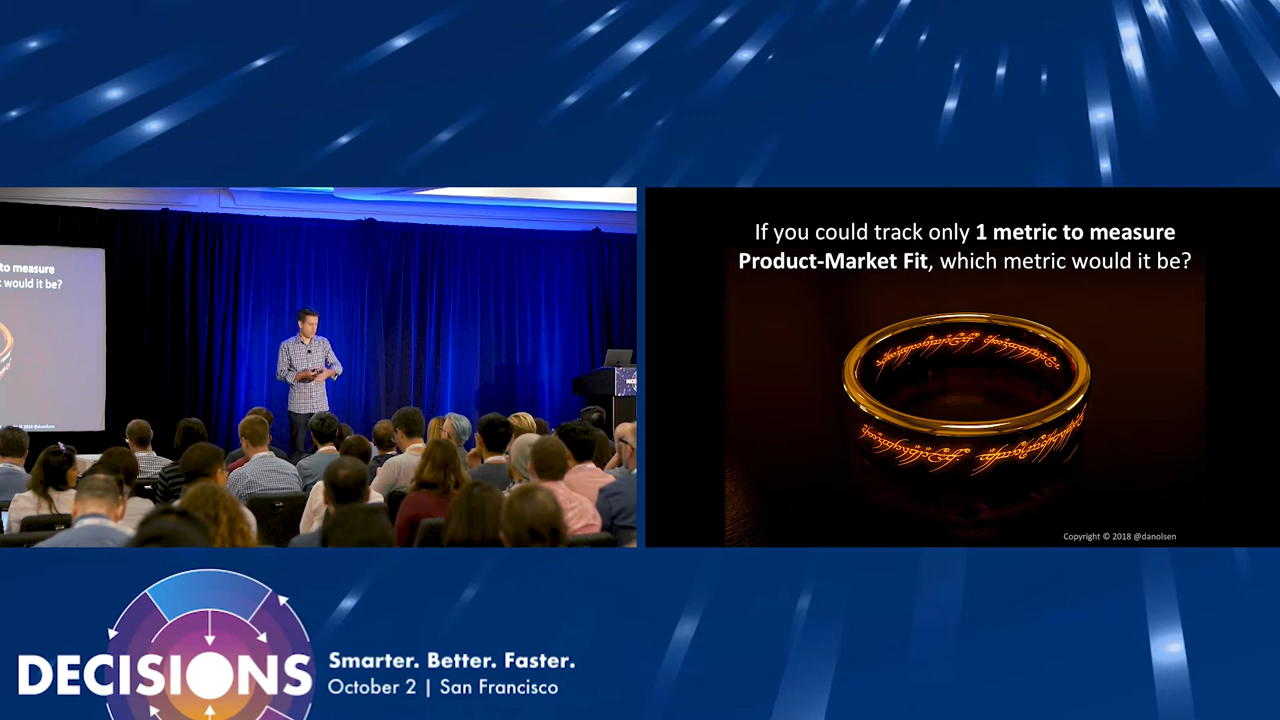 to measure
would it be?
@danolsen
If you could track only 1 metric to measure
Product-Market Fit, which metric would it be?
Copyright © 2018 @danolsen
DECISIONS
Smarter. Better. Faster.
October 2 | San Francisco